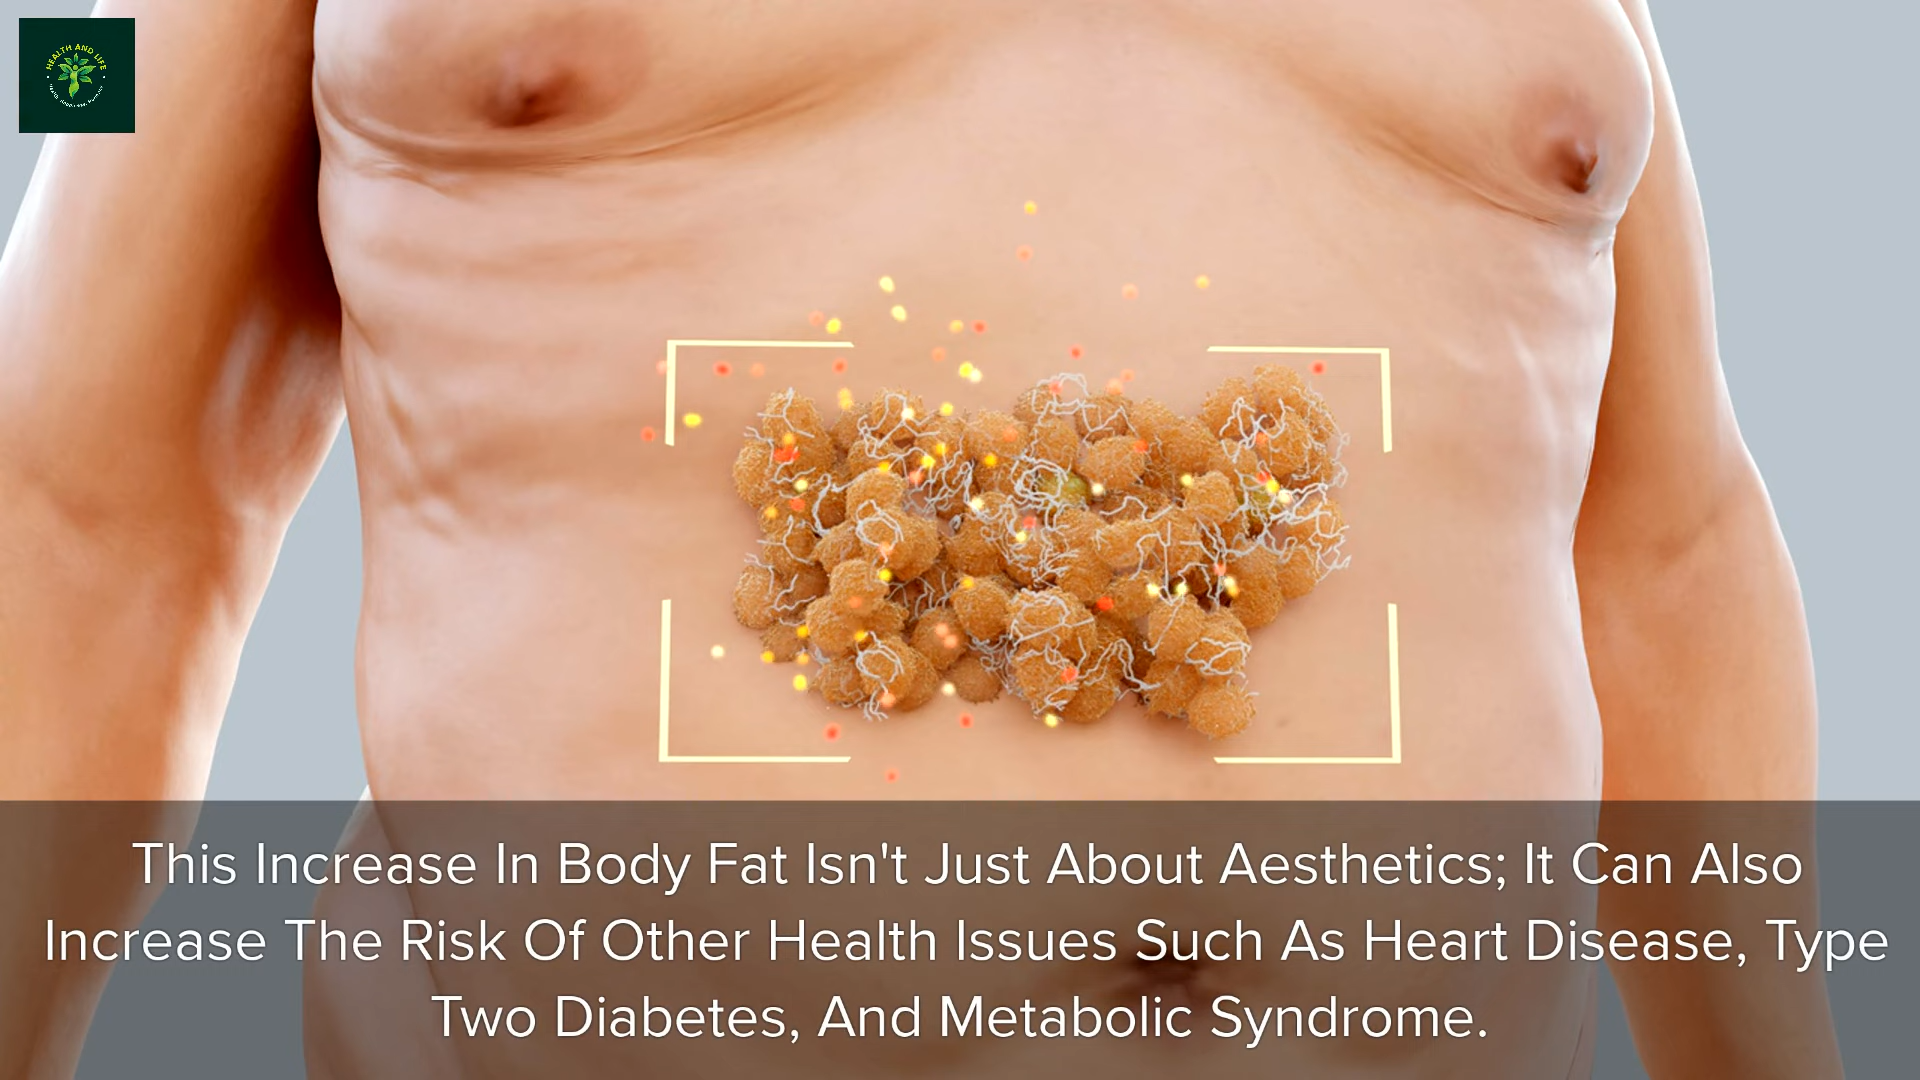 HEALTH AND LIFE
This Increase In Body Fat Isn't Just About Aesthetics; It Can Also
Increase The Risk Of Other Health Issues Such As Heart Disease, Type
Two Diabetes, And Metabolic Syndrome.